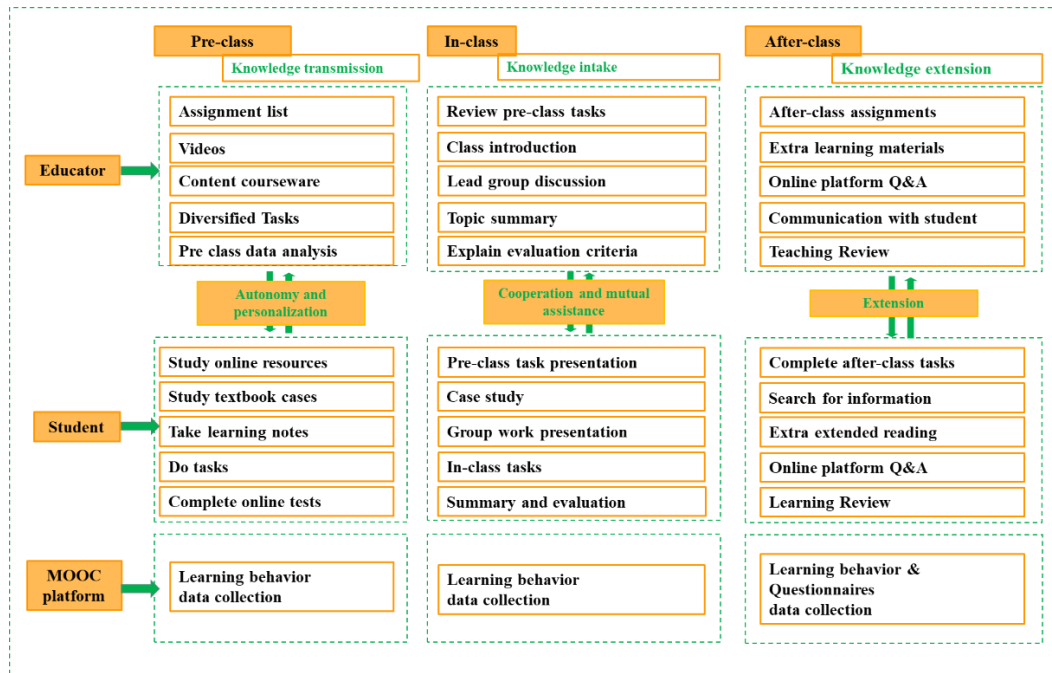 Pre-class
Knowledge transmission
In-class
Knowledge intake
After-class
Knowledge extension
Educator
Assignment list
Videos
Content courseware
Diversified Tasks
Pre class data analysis
Review pre-class tasks
Class introduction
Lead group discussion
Topic summary
Explain evaluation criteria
After-class assignments
Extra learning materials
Online platform Q&A
Communication with student
Teaching Review
Autonomy and
personalization
Cooperation and mutual
assistance
Extension
Student
Study online resources
Study textbook cases
Take learning notes
Do tasks
Complete online tests
Pre-class task presentation
Case study
Group work presentation
In-class tasks
Summary and evaluation
Complete after-class tasks
Search for information
Extra extended reading
Online platform Q&A
Learning Review
MOOC
platform
Learning behavior
data collection
Learning behavior
data collection
Learning behavior &
Questionnaires
data collection